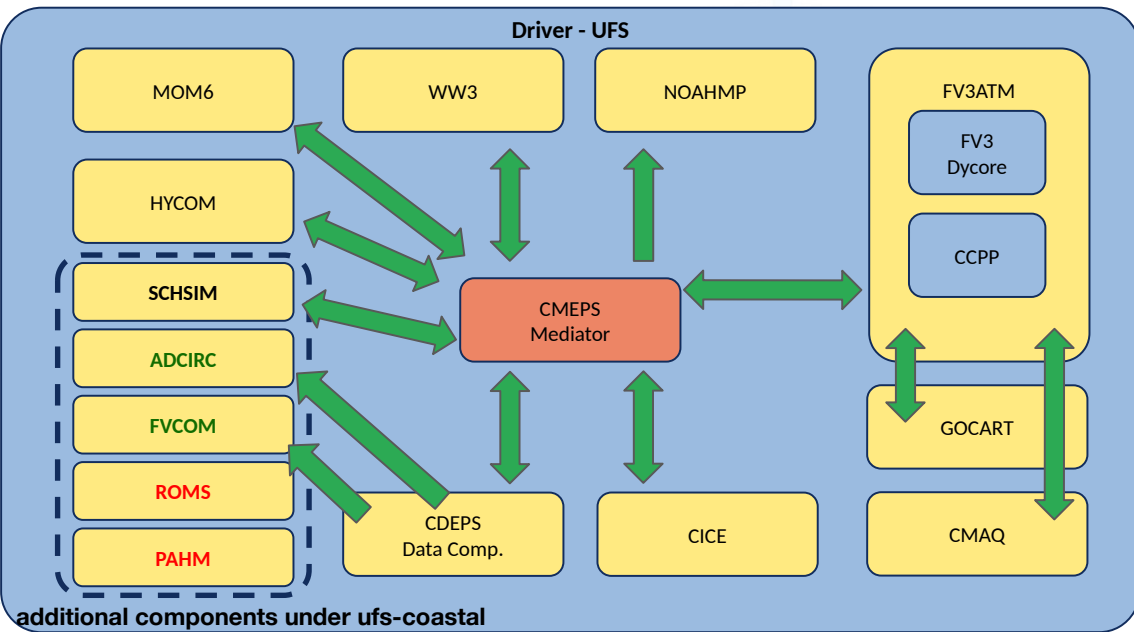 Driver - UFS
MOM6
WW3
NOAHMP
FV3ATM
FV3
Dycore
HYCOM
CCPP
SCHSIM
CMEPS
Mediator
ADCIRC
FVCOM
GOCART
ROMS
CDEPS
Data Comp.
CICE
CMAQ
PAHM
additional components under ufs-coastal